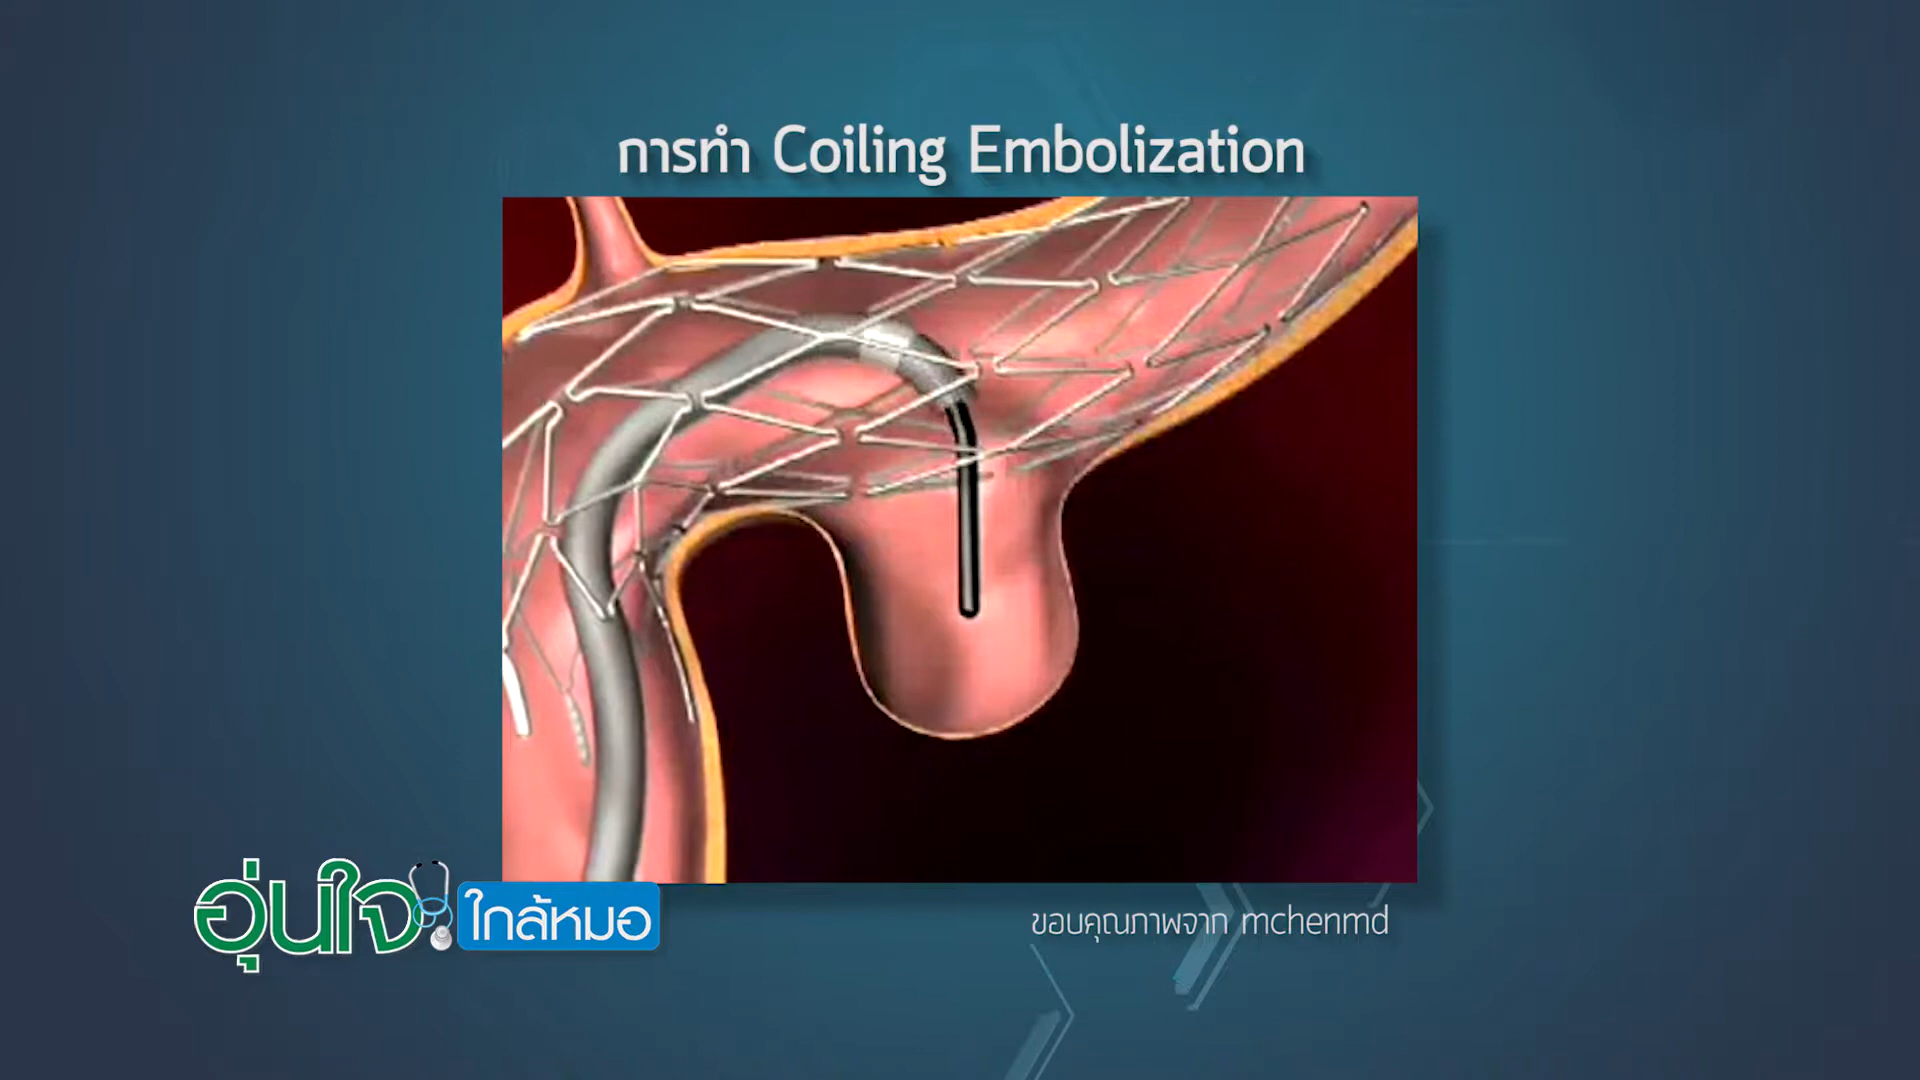 การทำ Coiling Embolization
อุ่นใจ
ใกล้หมอ
ขอบคุณภาพจาก mchenmd